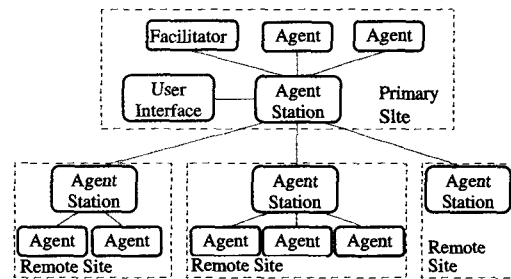 Facilitator Agent Agent
User
Interface
Agent
Station
Primary
Site
Agent
Station
Agent Agent
Remote Site
Agent
Station
Agent Agent Agent
Remote Site
Agent
Station
Remote
Site